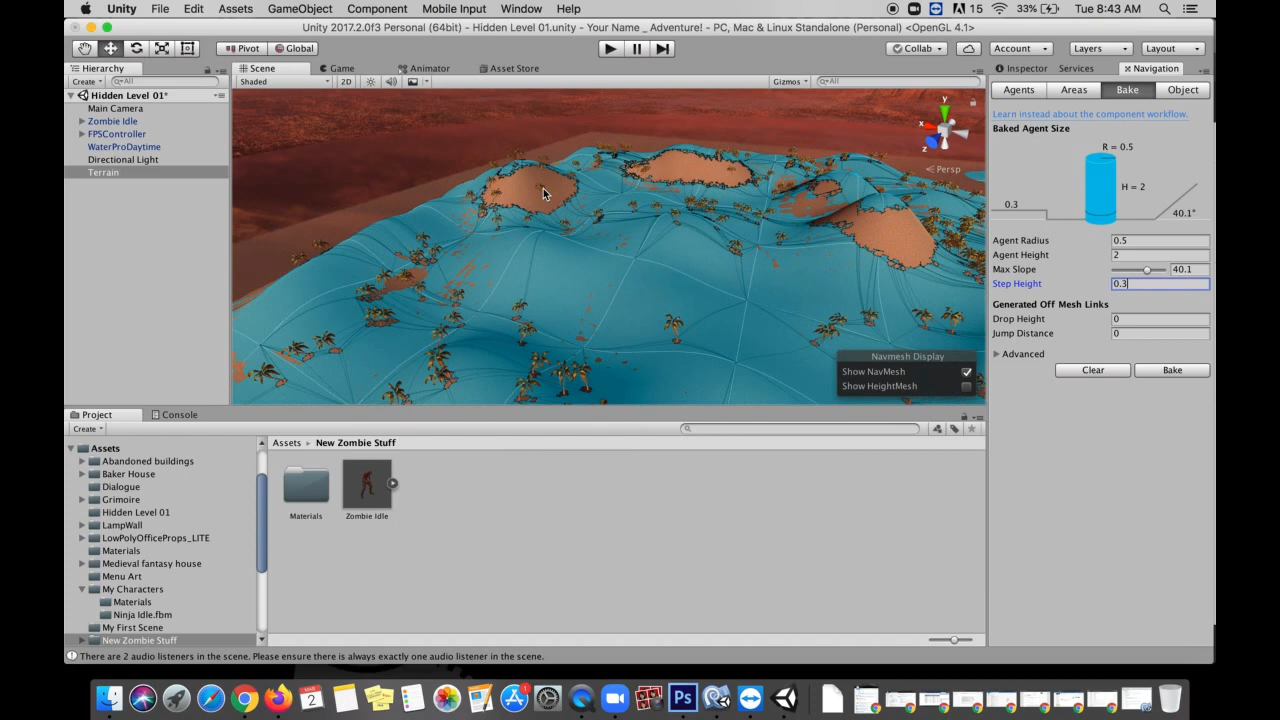 Unity File Edit Assets GameObject Component Mobile Input Window Help 15 33% Tue 8:43 AM
Unity 2017.2.0f3 Personal (64bit) - Hidden Level 01.unity - Your Name _ Adventure! - PC, Mac & Linux Standalone (Personal) <OpenGL 4.1>
Pivot Global Collab Account Layers Layout
Hierarchy Scene Game Animator Asset Store Inspector Services Navigation
Create All Shaded 2D Gizmos All
Hidden Level 01*
Main Camera
Zombie Idle
FPSController
WaterProDaytime
Directional Light
Terrain
y
x
z
Persp
Navmesh Display
Show NavMesh
Show HeightMesh
Agents Areas Bake Object
Learn instead about the component workflow.
Baked Agent Size
R = 0.5
H = 2
0.3
40.1°
Agent Radius 0.5
Agent Height 2
Max Slope 40.1
Step Height 0.3
Generated Off Mesh Links
Drop Height 0
Jump Distance 0
Advanced
Clear Bake
Project Console
Create
Assets
Abandoned buildings
Baker House
Dialogue
Grimoire
Hidden Level 01
LampWall
LowPolyOfficeProps_LITE
Materials
Medieval fantasy house
Menu Art
My Characters
Materials
Ninja Idle.fbm
My First Scene
New Zombie Stuff
Assets New Zombie Stuff
Materials Zombie Idle
There are 2 audio listeners in the scene. Please ensure there is always exactly one audio listener in the scene.
MAR
2
1
Ps